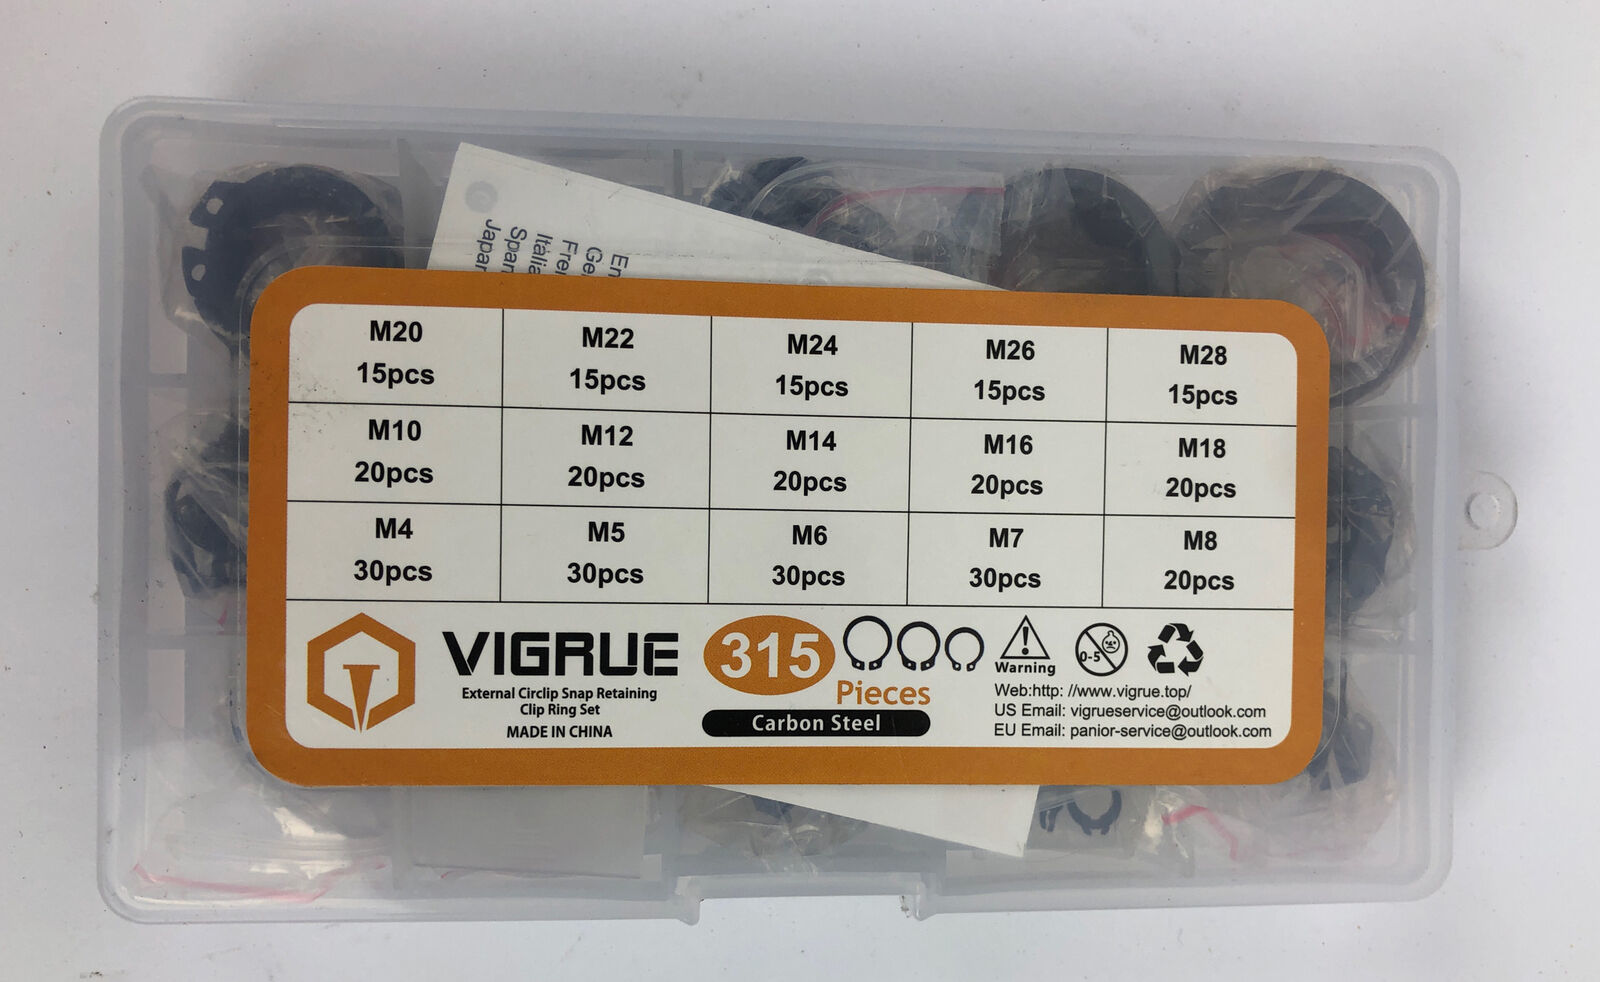 M20 M22 M24 M26 M28
15pcs 15pcs 15pcs 15pcs 15pcs
M10 M12 M14 M16 M18
20pcs 20pcs 20pcs 20pcs 20pcs
M4 M5 M6 M7 M8
30pcs 30pcs 30pcs 30pcs 20pcs
VIGRUE
External Circlip Snap Retaining
Clip Ring Set
MADE IN CHINA
315
Pieces
Carbon Steel
Warning
0-5
Web:http: //www.vigrue.top/
US Email: vigrueservice@outlook.com
EU Email: panior-service@outlook.com